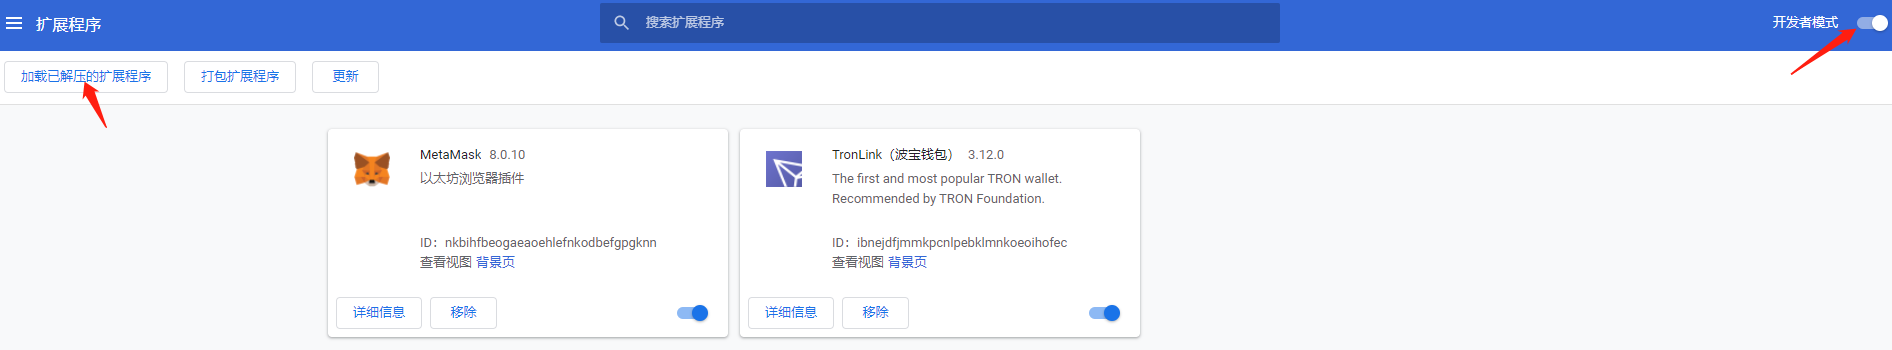 扩展程序
搜索扩展程序
开发者模式
加载已解压的扩展程序
打包扩展程序
更新
MetaMask 8.0.10
以太坊浏览器插件
ID：nkbihfbeogaeaoehlefnkodbefgpgknn
查看视图 背景页
详细信息
移除
TronLink（波宝钱包） 3.12.0
The first and most popular TRON wallet.
Recommended by TRON Foundation.
ID：ibnejdfjmmkpcnlpebklmnkoeoihofec
查看视图 背景页
详细信息
移除